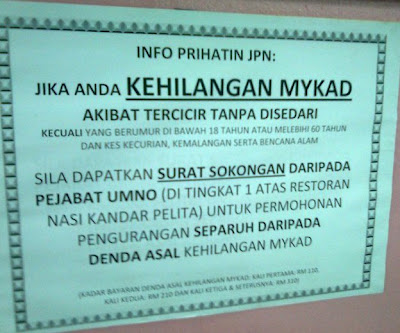 INFO PRIHATIN JPN:
JIKA ANDA KEHILANGAN MYKAD
AKIBAT TERCICIR TANPA DISEDARI
KECUALI YANG BERUMUR DI BAWAH 18 TAHUN ATAU MELEBIHI 60 TAHUN
DAN KES KECURIAN, KEMALANGAN SERTA BENCANA ALAM
SILA DAPATKAN SURAT SOKONGAN DARIPADA
PEJABAT UMNO (DI TINGKAT 1 ATAS RESTORAN
NASI KANDAR PELITA) UNTUK PERMOHONAN
PENGURANGAN SEPARUH DARIPADA
DENDA ASAL KEHILANGAN MYKAD
(KADAR BAYARAN DENDA ASAL KEHILANGAN MYKAD: KALI PERTAMA: RM 110,
KALI KEDUA: RM 210 DAN KALI KETIGA & SETERUSNYA: RM 310)